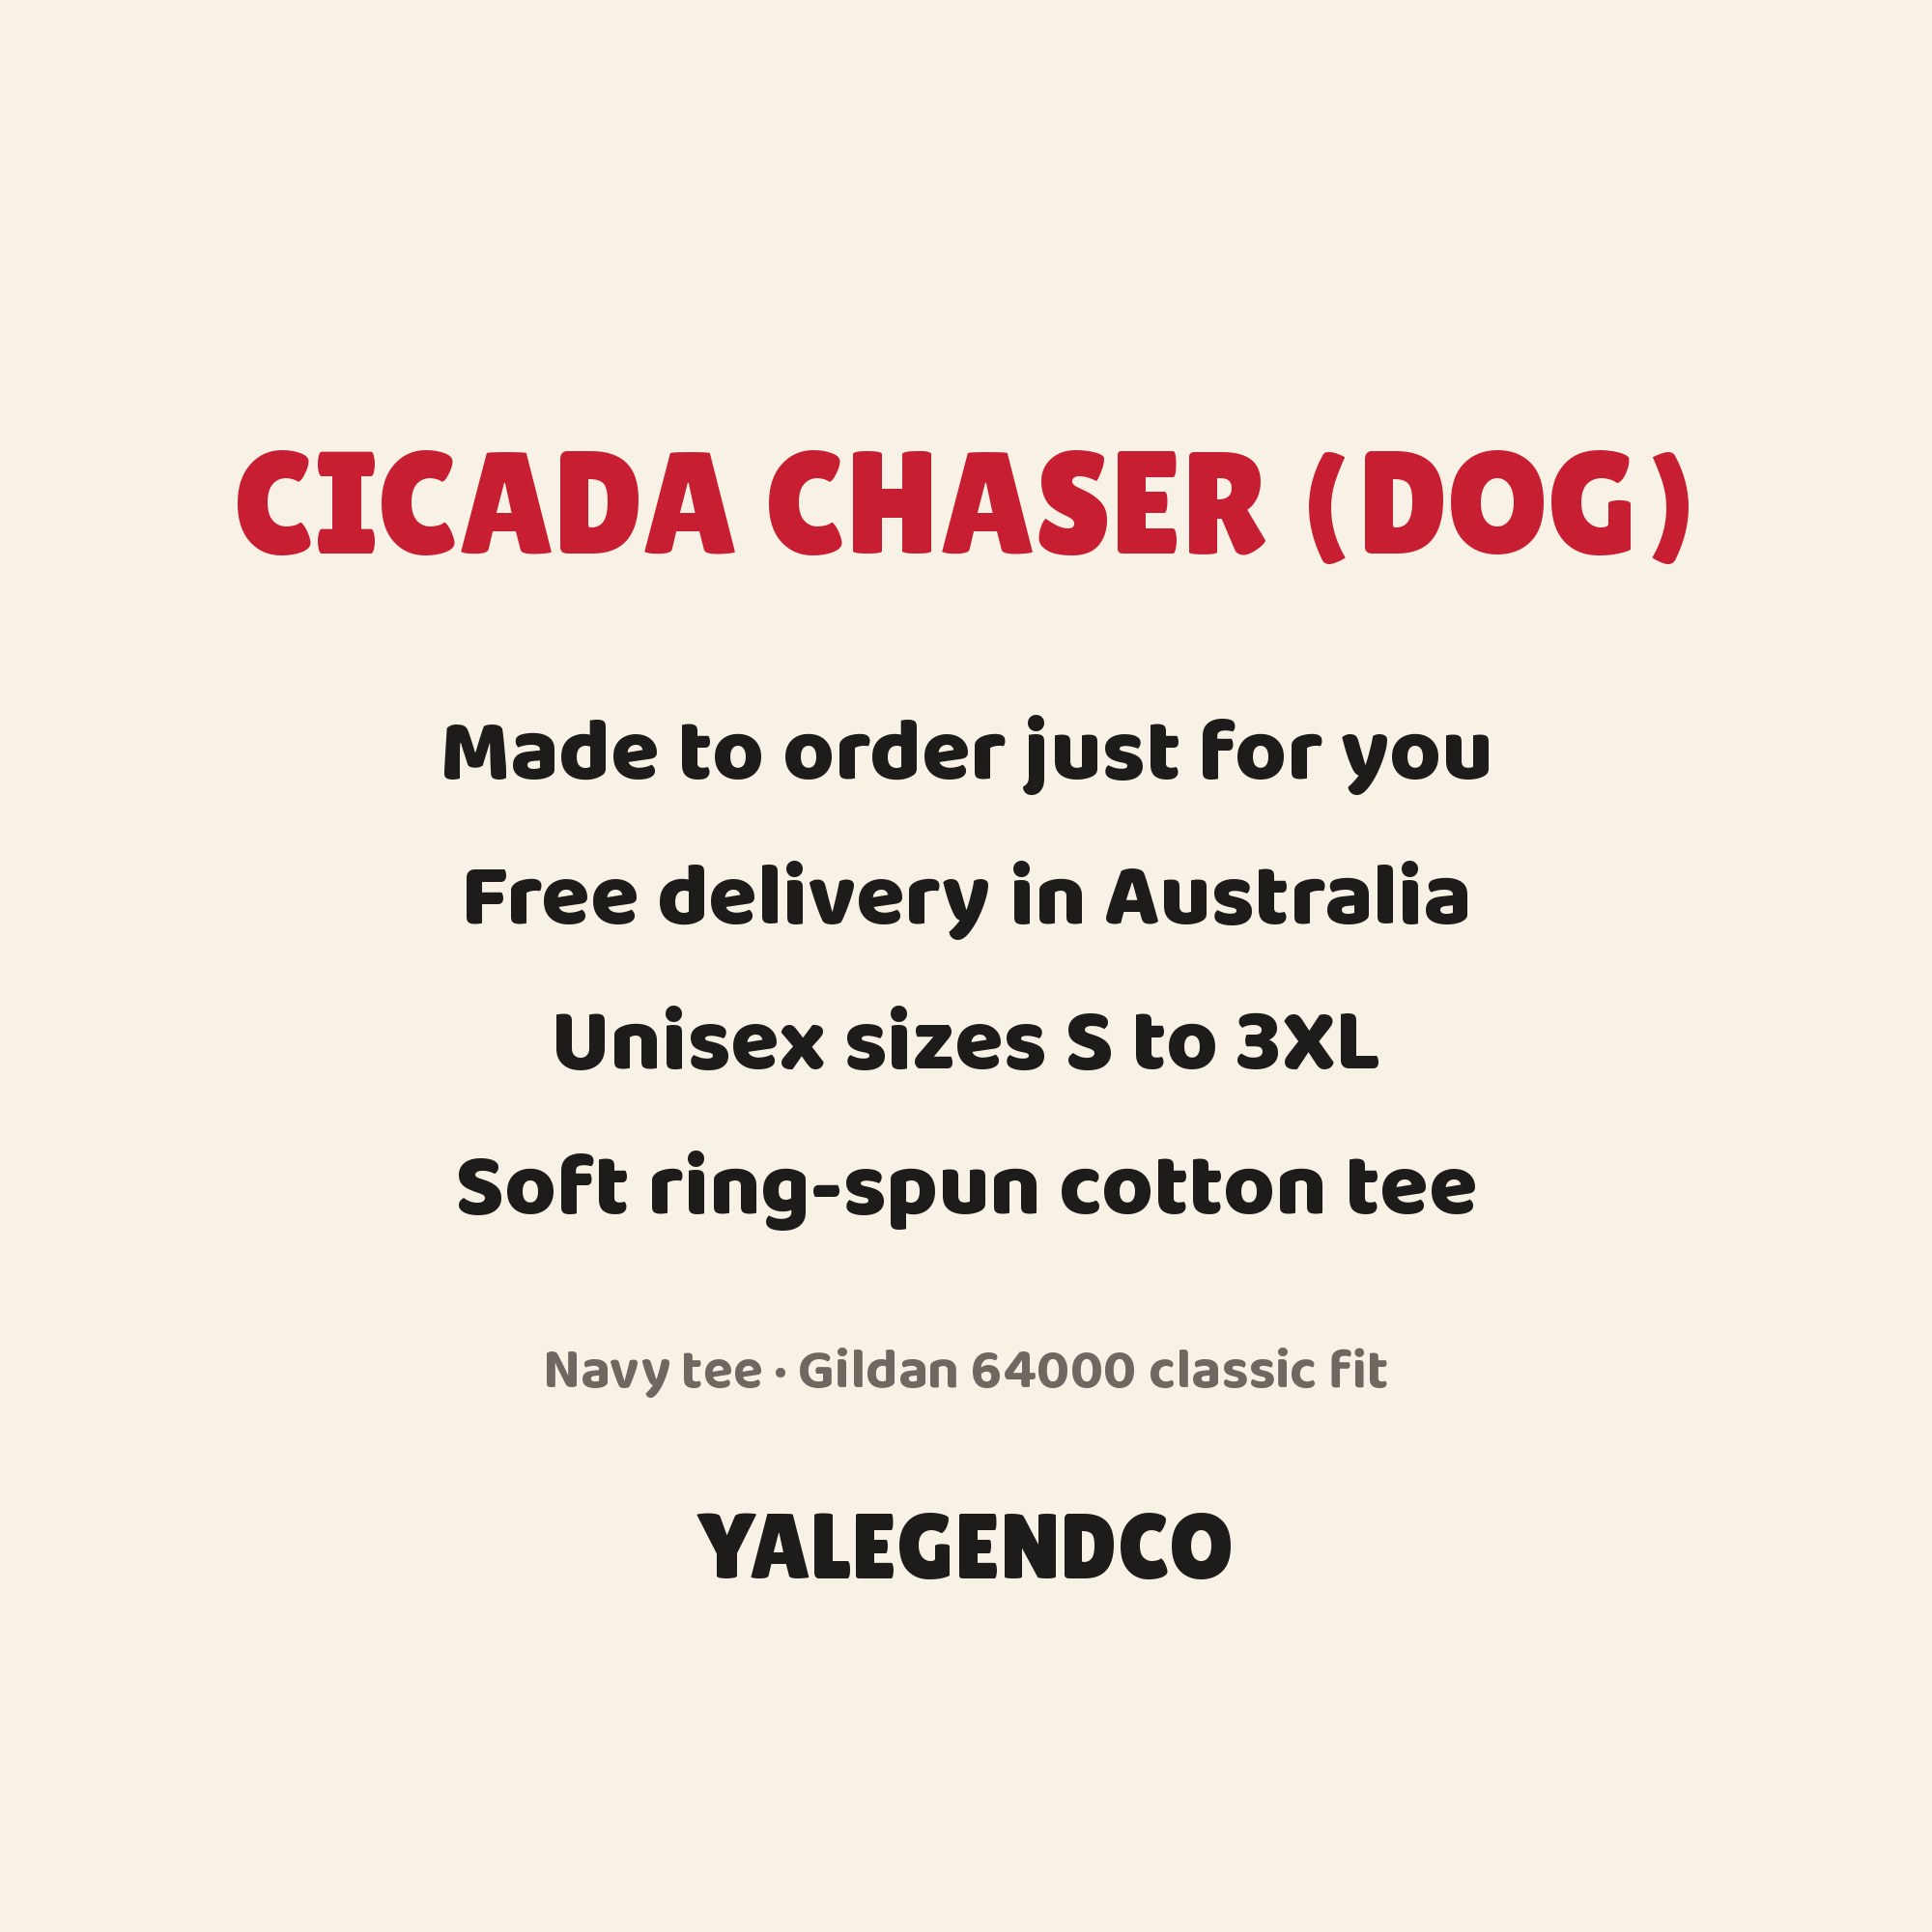 CICADA CHASER (DOG)
Made to order just for you
Free delivery in Australia
Unisex sizes S to 3XL
Soft ring-spun cotton tee
Navy tee · Gildan 64000 classic fit
YALEGENDCO